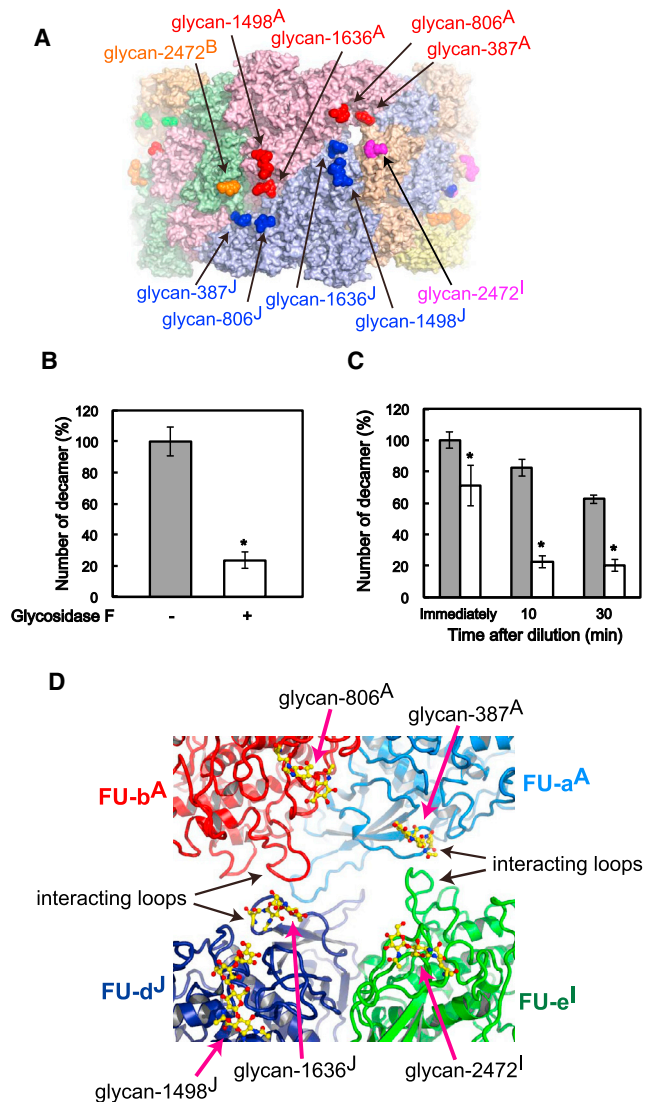 A
glycan-1498A
glycan-806A
glycan-2472B
glycan-1636A
glycan-387A
glycan-387J
glycan-1636J
glycan-2472I
glycan-806J
glycan-1498J
B
Number of decamer (%)
120
100
80
60
40
20
0
*
Glycosidase F
-
+
C
Number of decamer (%)
120
100
80
60
40
20
0
*
*
*
Immediately
10
30
Time after dilution (min)
D
glycan-806A
glycan-387A
FU-bA
FU-aA
interacting loops
interacting loops
FU-dJ
FU-eI
glycan-1636J
glycan-2472I
glycan-1498J